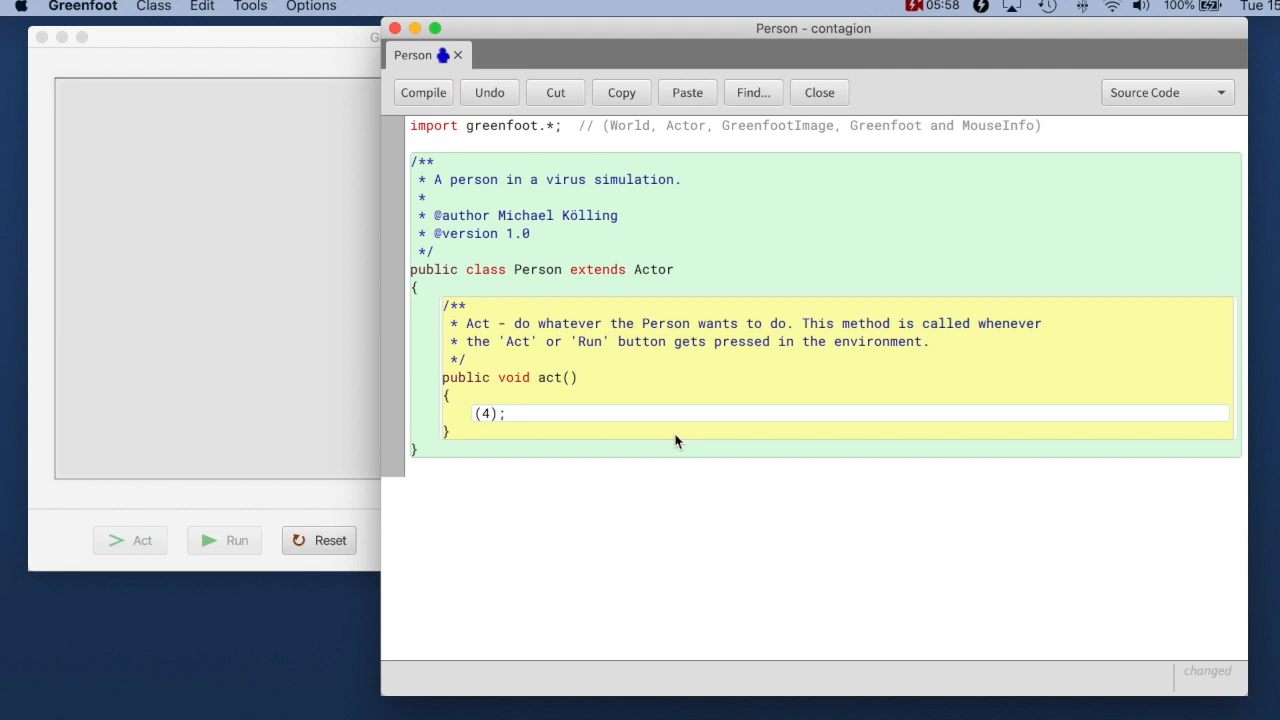 Greenfoot Class Edit Tools Options 05:58 100% Tue 15
Person - contagion
Person
Compile Undo Cut Copy Paste Find... Close Source Code
import greenfoot.*;  // (World, Actor, GreenfootImage, Greenfoot and MouseInfo)
/**
 * A person in a virus simulation.
 *
 * @author Michael Kölling
 * @version 1.0
 */
public class Person extends Actor
{
    /**
     * Act - do whatever the Person wants to do. This method is called whenever
     * the 'Act' or 'Run' button gets pressed in the environment.
     */
    public void act()
    {
        (4);
    }
}
Act Run Reset
changed